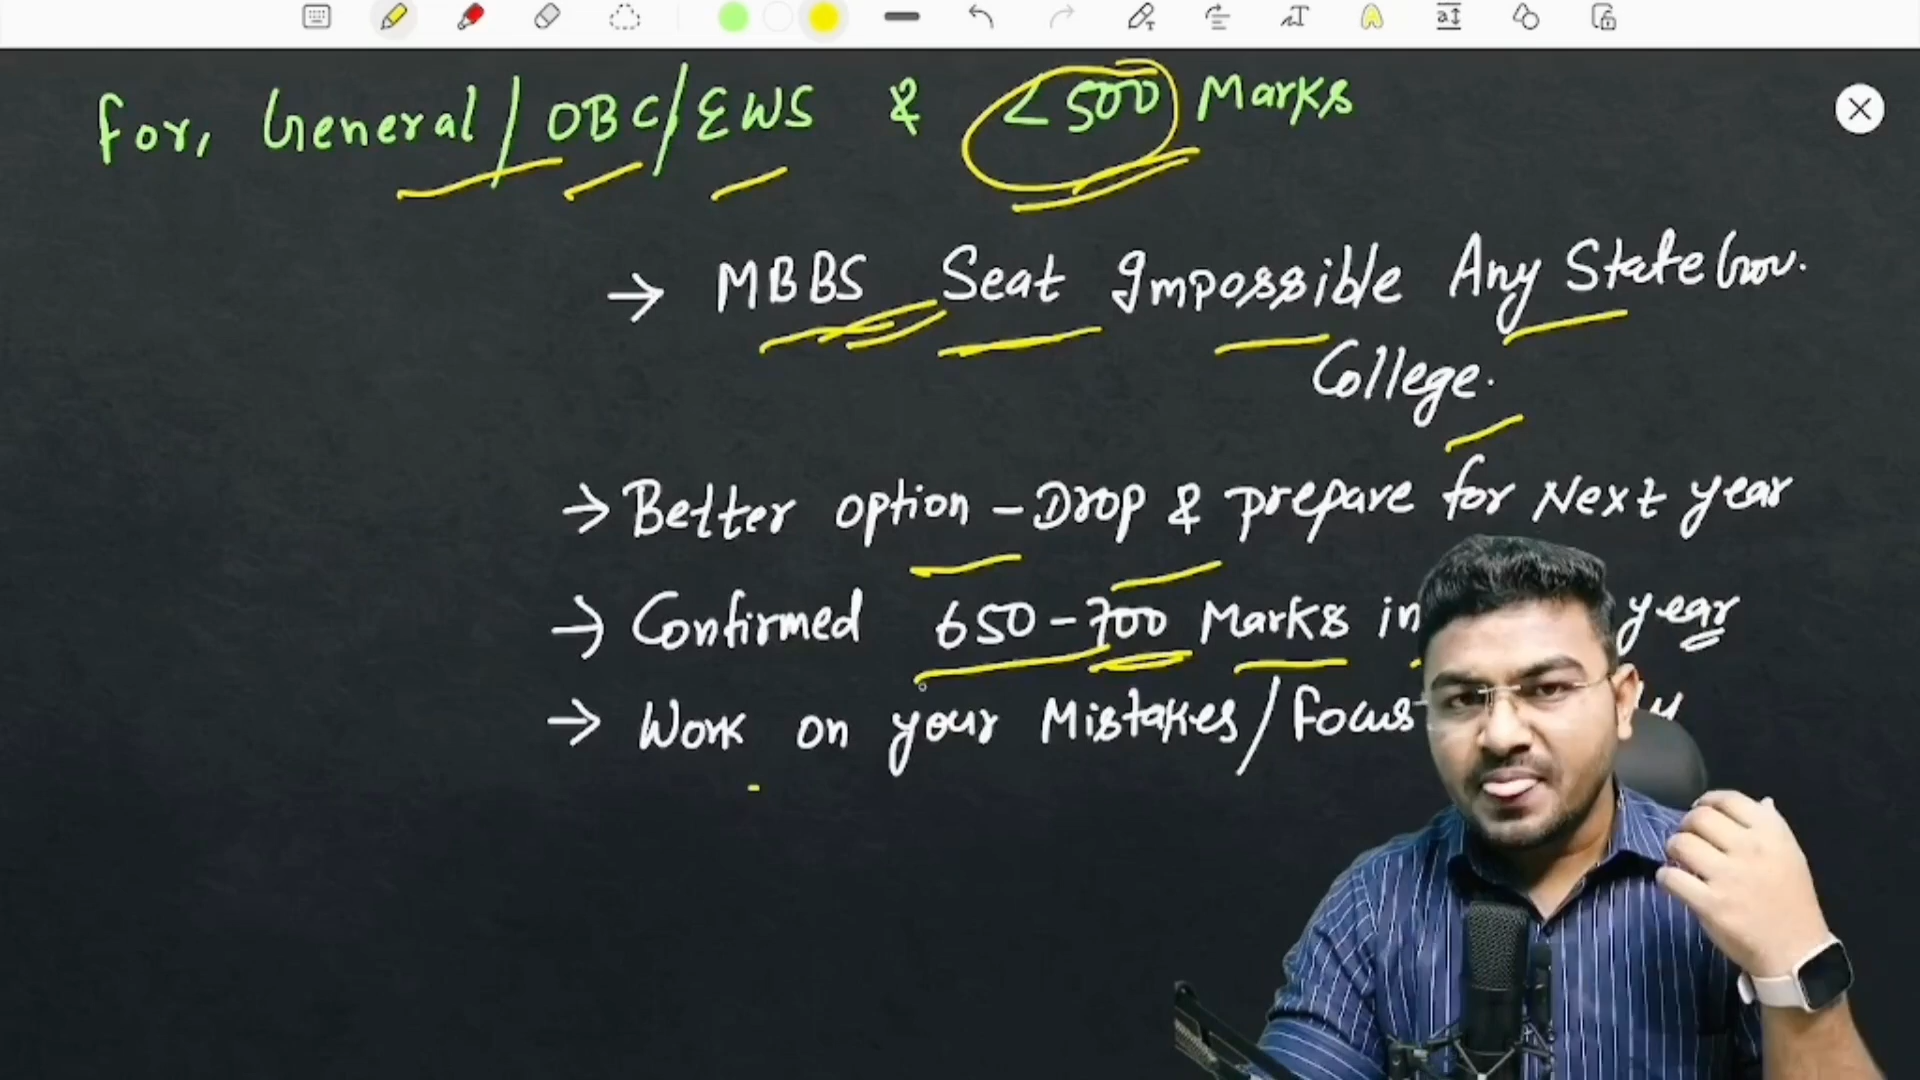 For, General/OBC/EWS & <500 Marks
→ MBBS Seat Impossible Any State Gov.
College.
→ Better option - Drop & prepare for Next year
→ Confirmed 650-700 Marks in year
→ Work on your Mistakes/Focus